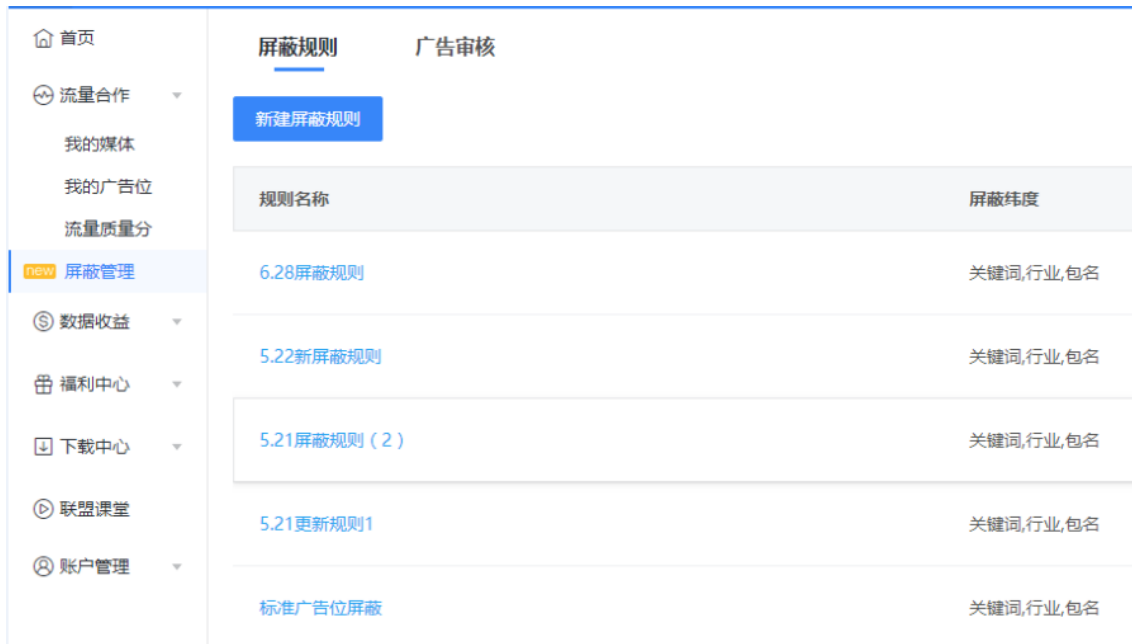 首页
流量合作
我的媒体
我的广告位
流量质量分
new 屏蔽管理
数据收益
福利中心
下载中心
联盟课堂
账户管理
屏蔽规则 广告审核
新建屏蔽规则
规则名称 屏蔽纬度
6.28屏蔽规则 关键词,行业,包名
5.22新屏蔽规则 关键词,行业,包名
5.21屏蔽规则（2） 关键词,行业,包名
5.21更新规则1 关键词,行业,包名
标准广告位屏蔽 关键词,行业,包名